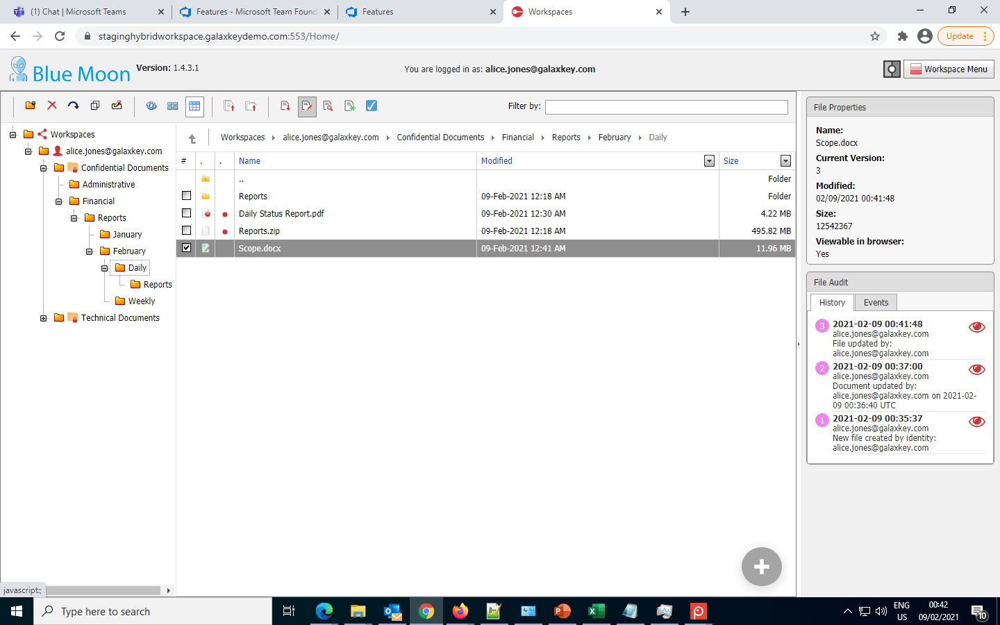 (1) Chat | Microsoft Teams
Features - Microsoft Team Found
Features
Workspaces
staginghybridworkspace.galaxkeydemo.com:553/Home/
Update
Blue Moon
Version: 1.4.3.1
You are logged in as: alice.jones@galaxkey.com
Workspace Menu
Filter by:
Workspaces
alice.jones@galaxkey.com
Confidential Documents
Administrative
Financial
Reports
January
February
Daily
Reports
Weekly
Technical Documents
javascript:;
Workspaces alice.jones@galaxkey.com Confidential Documents Financial Reports February Daily
# . . Name Modified Size
.. Folder
Reports 09-Feb-2021 12:18 AM Folder
Daily Status Report.pdf 09-Feb-2021 12:30 AM 4.22 MB
Reports.zip 09-Feb-2021 12:18 AM 495.82 MB
Scope.docx 09-Feb-2021 12:41 AM 11.96 MB
File Properties
Name:
Scope.docx
Current Version:
3
Modified:
02/09/2021 00:41:48
Size:
12542367
Viewable in browser:
Yes
File Audit
History Events
3 2021-02-09 00:41:48
alice.jones@galaxkey.com
File updated by:
alice.jones@galaxkey.com
2 2021-02-09 00:37:00
alice.jones@galaxkey.com
Document updated by:
alice.jones@galaxkey.com on 2021-02-
09 00:36:40 UTC
1 2021-02-09 00:35:37
alice.jones@galaxkey.com
New file created by identity:
alice.jones@galaxkey.com
Type here to search
ENG
US
00:42
09/02/2021
10